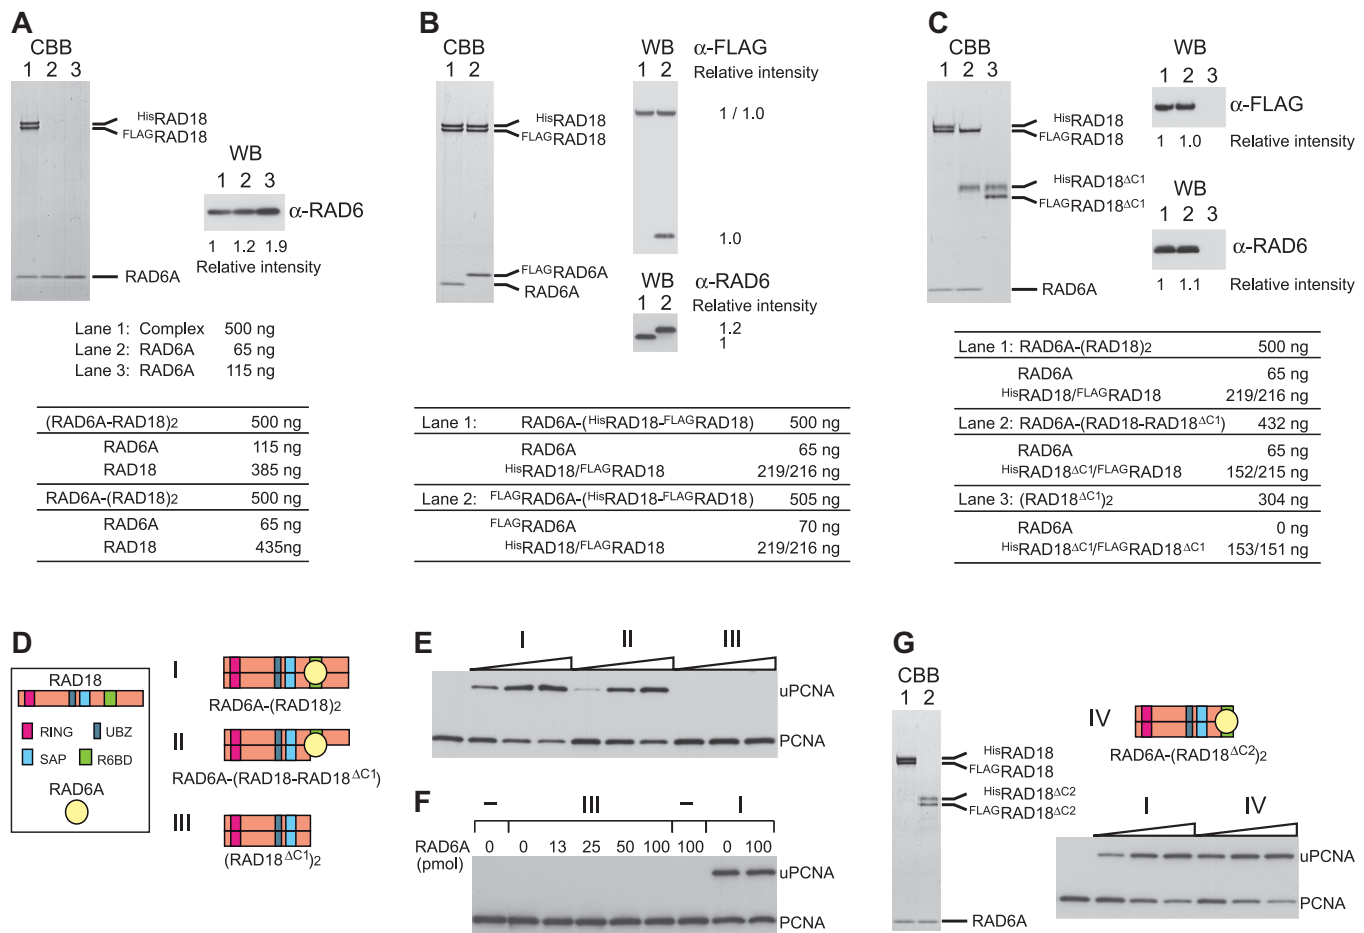 A
CBB
1 2 3
HisRAD18
FLAGRAD18
WB
1 2 3
α-RAD6
1 1.2 1.9
Relative intensity
RAD6A
Lane 1: Complex 500 ng
Lane 2: RAD6A 65 ng
Lane 3: RAD6A 115 ng
(RAD6A-RAD18)2 500 ng
RAD6A 115 ng
RAD18 385 ng
RAD6A-(RAD18)2 500 ng
RAD6A 65 ng
RAD18 435ng
B
CBB
1 2
HisRAD18
FLAGRAD18
FLAGRAD6A
RAD6A
WB α-FLAG
1 2 Relative intensity
1 / 1.0
1.0
WB α-RAD6
1 2 Relative intensity
1.2
1
Lane 1: RAD6A-(HisRAD18-FLAGRAD18) 500 ng
RAD6A 65 ng
HisRAD18/FLAGRAD18 219/216 ng
Lane 2: FLAGRAD6A-(HisRAD18-FLAGRAD18) 505 ng
FLAGRAD6A 70 ng
HisRAD18/FLAGRAD18 219/216 ng
C
CBB
1 2 3
HisRAD18
FLAGRAD18
HisRAD18ΔC1
FLAGRAD18ΔC1
RAD6A
WB
1 2 3
α-FLAG
1 1.0 Relative intensity
WB
1 2 3
α-RAD6
1 1.1 Relative intensity
Lane 1: RAD6A-(RAD18)2 500 ng
RAD6A 65 ng
HisRAD18/FLAGRAD18 219/216 ng
Lane 2: RAD6A-(RAD18-RAD18ΔC1) 432 ng
RAD6A 65 ng
HisRAD18ΔC1/FLAGRAD18 152/215 ng
Lane 3: (RAD18ΔC1)2 304 ng
RAD6A 0 ng
HisRAD18ΔC1/FLAGRAD18ΔC1 153/151 ng
D
RAD18
RING UBZ
SAP R6BD
RAD6A
I
RAD6A-(RAD18)2
II
RAD6A-(RAD18-RAD18ΔC1)
III
(RAD18ΔC1)2
E
I II III
uPCNA
PCNA
F
– III – I
RAD6A (pmol) 0 0 13 25 50 100 100 0 100
uPCNA
PCNA
G
CBB
1 2
HisRAD18
FLAGRAD18
HisRAD18ΔC2
FLAGRAD18ΔC2
RAD6A
IV
RAD6A-(RAD18ΔC2)2
I IV
uPCNA
PCNA